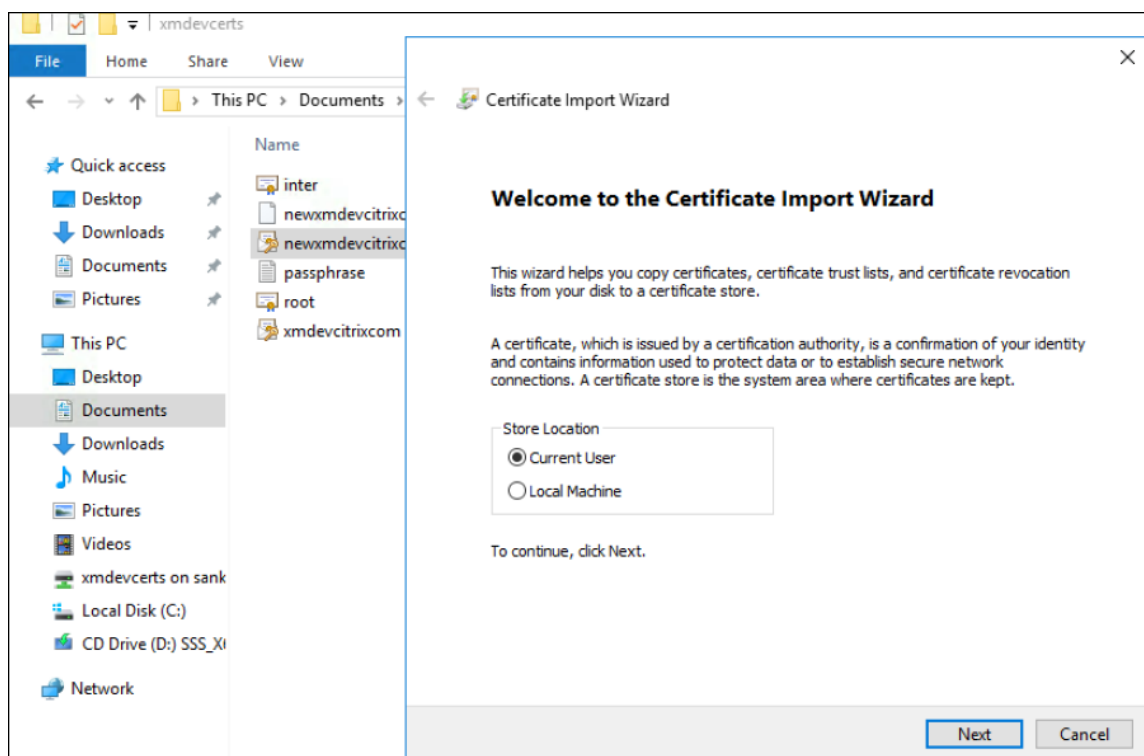 xmdevcerts
File Home Share View
This PC > Documents >
Quick access
Desktop
Downloads
Documents
Pictures
This PC
Desktop
Documents
Downloads
Music
Pictures
Videos
xmdevcerts on sank
Local Disk (C:)
CD Drive (D:) SSS_X
Network
Name
inter
newxmdevcitrixc
newxmdevcitrixc
passphrase
root
xmdevcitrixcom
Certificate Import Wizard
Welcome to the Certificate Import Wizard
This wizard helps you copy certificates, certificate trust lists, and certificate revocation
lists from your disk to a certificate store.
A certificate, which is issued by a certification authority, is a confirmation of your identity
and contains information used to protect data or to establish secure network
connections. A certificate store is the system area where certificates are kept.
Store Location
Current User
Local Machine
To continue, click Next.
Next Cancel